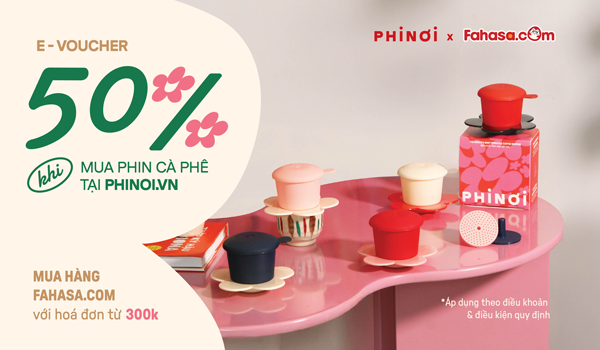 PHiNƠi x Fahasa.cƠm
E - VOUCHER
50%
khi
MUA PHIN CÀ PHÊ
TẠI PHINOI.VN
PHiNƠi
MUA HÀNG
FAHASA.COM
với hoá đơn từ 300k
*Áp dụng theo điều khoản
& điều kiện quy định